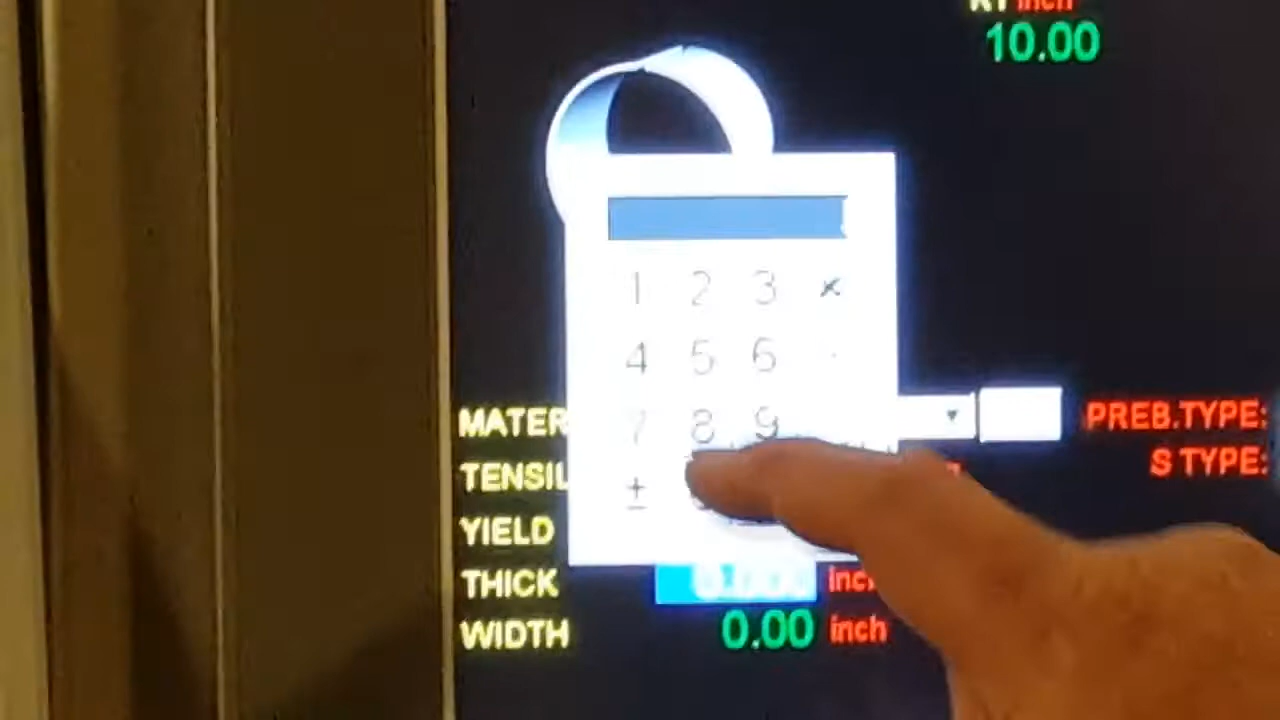 R1 inch
10.00
1 2 3
4 5 6
7 8 9
±
MATER
PREB.TYPE:
TENSIL
S TYPE:
YIELD
THICK inch
WIDTH 0.00 inch